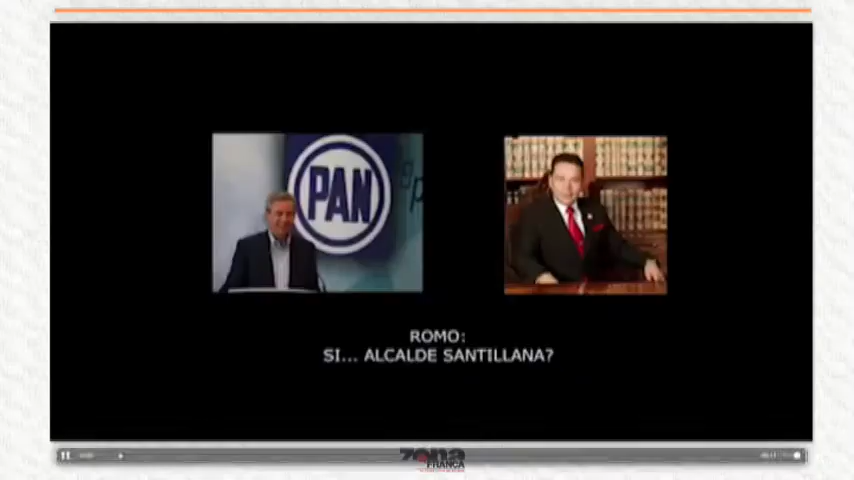 PAN
ROMO:
SI... ALCALDE SANTILLANA?
zona
FRANCA